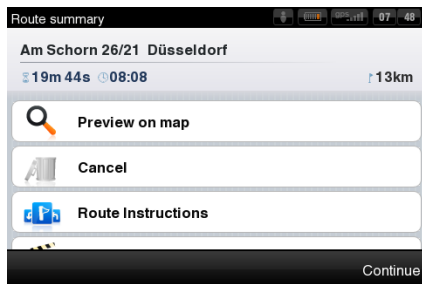 Route summary GPS 07 48
Am Schorn 26/21 Düsseldorf
19m 44s 08:08 13km
Preview on map
Cancel
Route Instructions
Continue